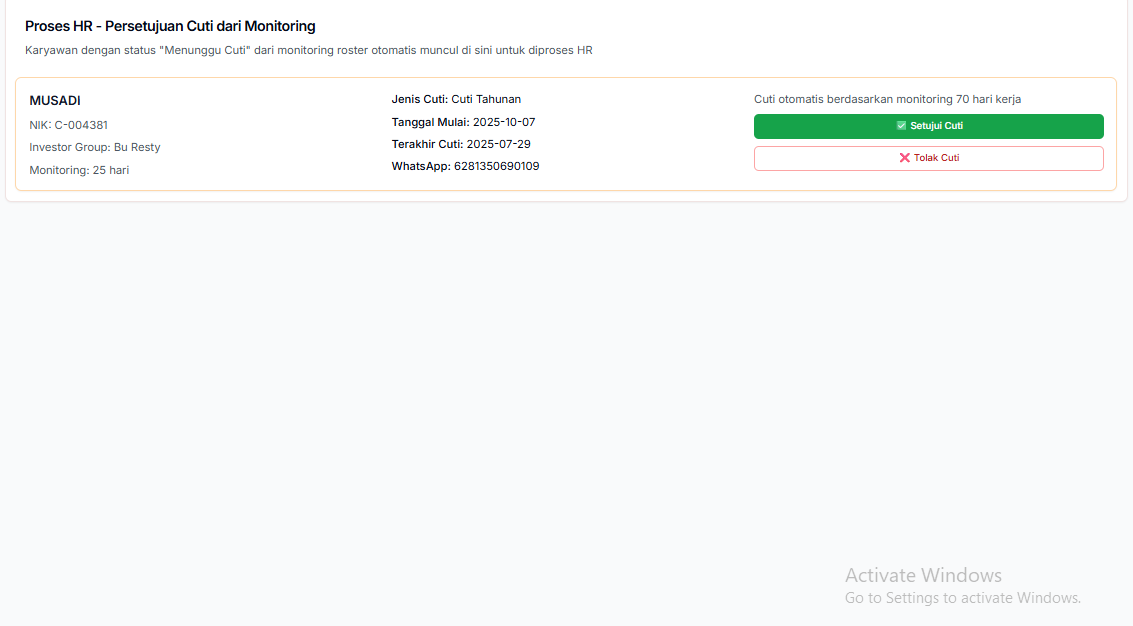 Proses HR - Persetujuan Cuti dari Monitoring
Karyawan dengan status "Menunggu Cuti" dari monitoring roster otomatis muncul di sini untuk diproses HR
MUSADI
NIK: C-004381
Investor Group: Bu Resty
Monitoring: 25 hari
Jenis Cuti: Cuti Tahunan
Tanggal Mulai: 2025-10-07
Terakhir Cuti: 2025-07-29
WhatsApp: 6281350690109
Cuti otomatis berdasarkan monitoring 70 hari kerja
✅ Setujui Cuti
❌ Tolak Cuti
Activate Windows
Go to Settings to activate Windows.